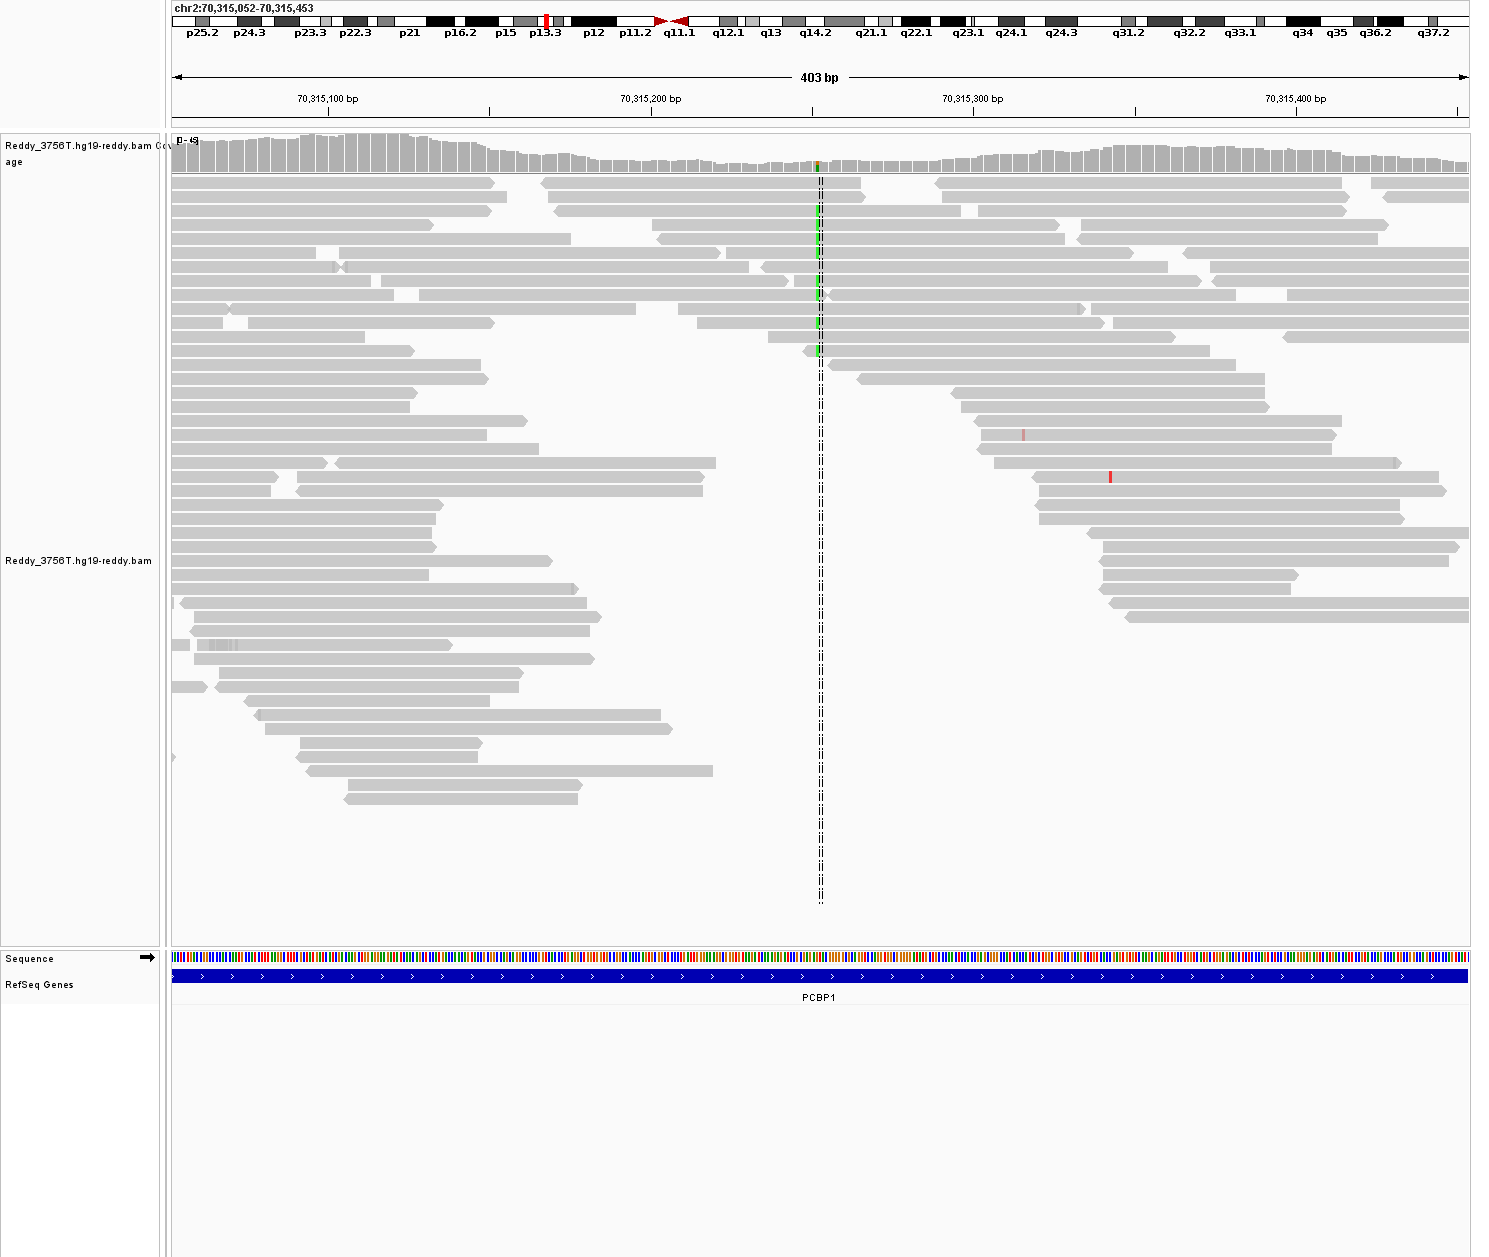 chr2:70,315,052-70,315,453
p25.2 p24.3 p23.3 p22.3 p21 p16.2 p15 p13.3 p12 p11.2 q11.1 q12.1 q13 q14.2 q21.1 q22.1 q23.1 q24.1 q24.3 q31.2 q32.2 q33.1 q34 q35 q36.2 q37.2
403 bp
70,315,100 bp 70,315,200 bp 70,315,300 bp 70,315,400 bp
Reddy_3756T.hg19-reddy.bam Cov
age
Reddy_3756T.hg19-reddy.bam
Sequence
RefSeq Genes
PCBP1